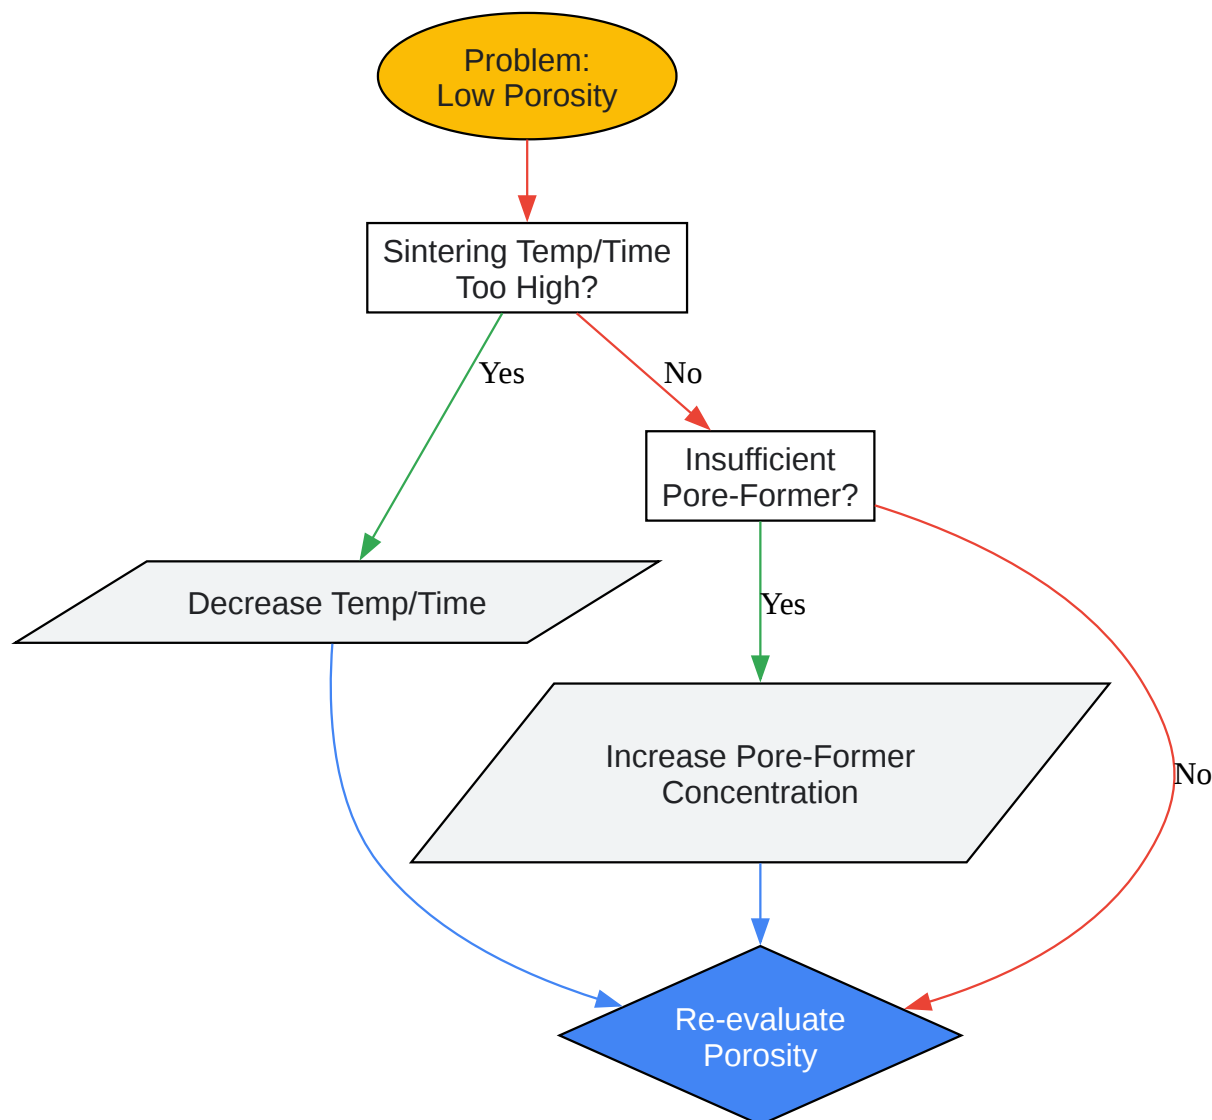 Problem:
Low Porosity
Sintering Temp/Time
Too High?
Yes
No
Insufficient
Pore-Former?
Decrease Temp/Time
Yes
Increase Pore-Former
Concentration
No
Re-evaluate
Porosity